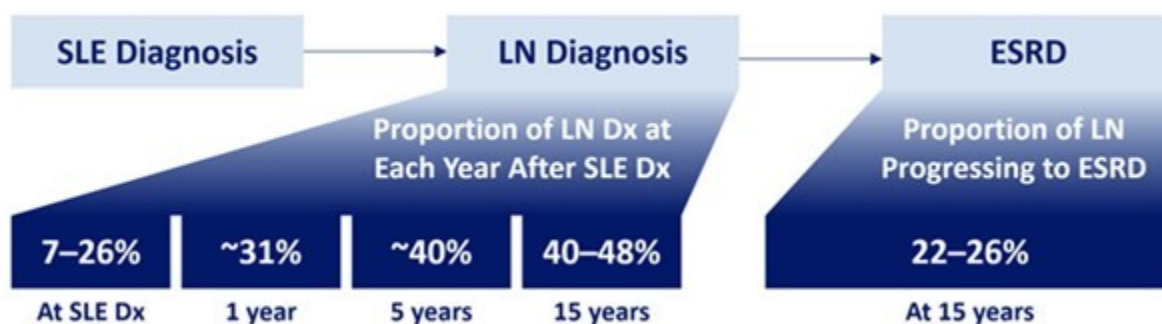 SLE Diagnosis
LN Diagnosis
ESRD
Proportion of LN Dx at
Each Year After SLE Dx
Proportion of LN
Progressing to ESRD
7–26%
~31%
~40%
40–48%
22–26%
At SLE Dx
1 year
5 years
15 years
At 15 years